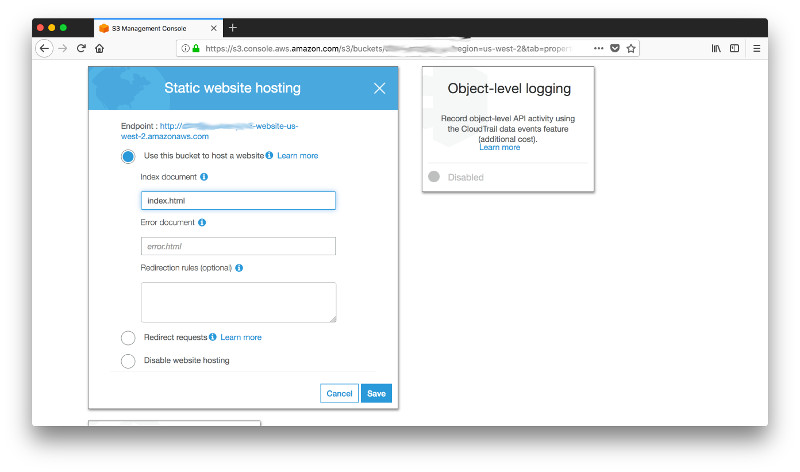 S3 Management Console
https://s3.console.aws.amazon.com/s3/buckets/ region=us-west-2&tab=proper
Static website hosting
Endpoint : http:// -website-us-
west-2.amazonaws.com
Use this bucket to host a website Learn more
Index document
index.html
Error document
error.html
Redirection rules (optional)
Redirect requests Learn more
Disable website hosting
Cancel Save
Object-level logging
Record object-level API activity using
the CloudTrail data events feature
(additional cost).
Learn more
Disabled